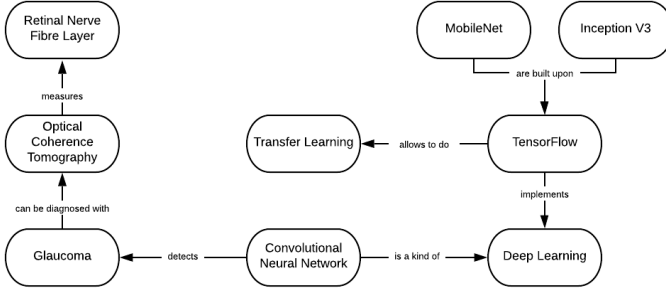 Retinal Nerve
Fibre Layer
MobileNet
Inception V3
are built upon
measures
Optical
Coherence
Tomography
Transfer Learning
allows to do
TensorFlow
can be diagnosed with
implements
Glaucoma
detects
Convolutional
Neural Network
is a kind of
Deep Learning